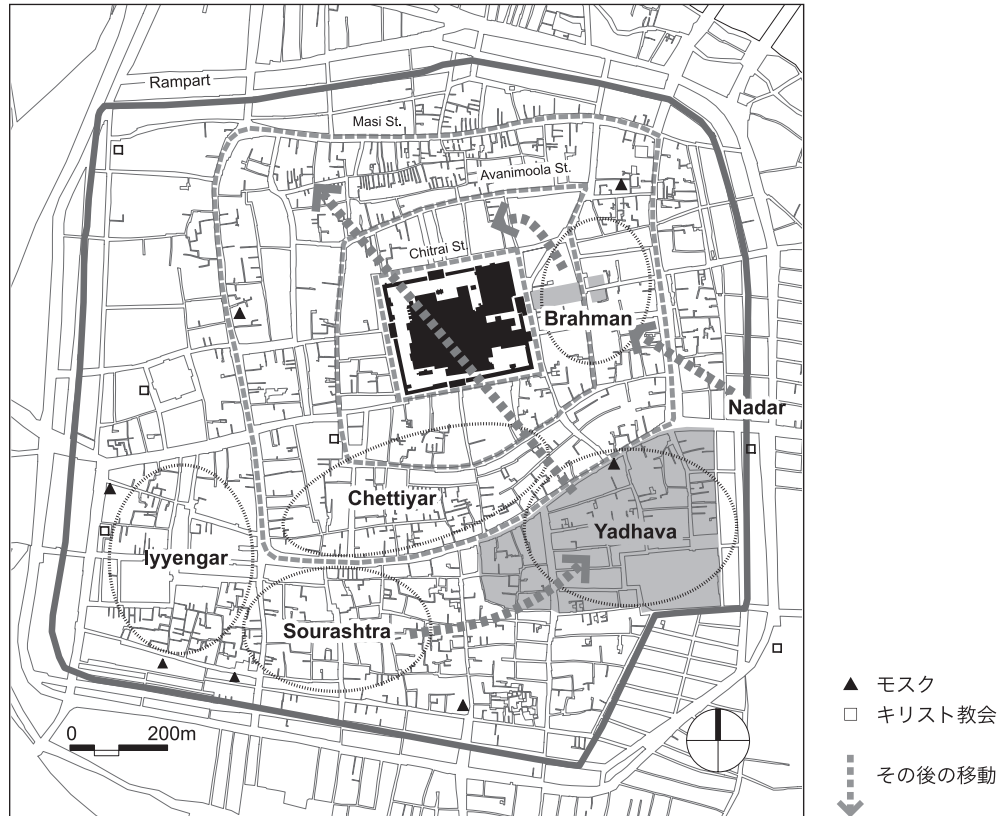 Rampart
Masi St.
Avanimoola St.
Chitrai St.
Brahman
Nadar
Chettiyar
Yadhava
Iyyengar
Sourashtra
0 200m
▲ モスク
□ キリスト教会
その後の移動